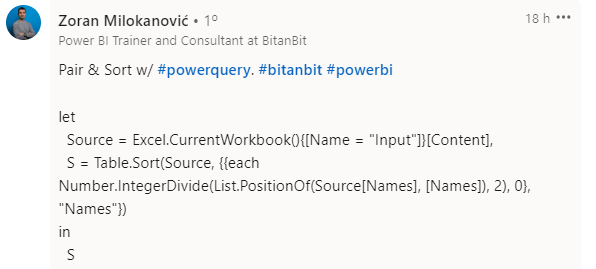 Zoran Milokanović • 1º
18 h •••
Power BI Trainer and Consultant at BitanBit
Pair & Sort w/ #powerquery. #bitanbit #powerbi
let
  Source = Excel.CurrentWorkbook(){[Name = "Input"]}[Content],
  S = Table.Sort(Source, {{each
Number.IntegerDivide(List.PositionOf(Source[Names], [Names]), 2), 0},
"Names"})
in
  S